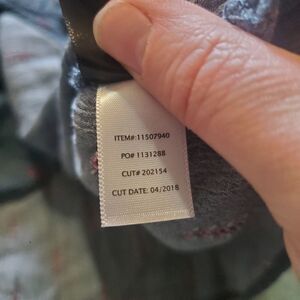 ITEM#: 11507940
PO# 1131288
CUT# 202154
CUT DATE: 04/2018